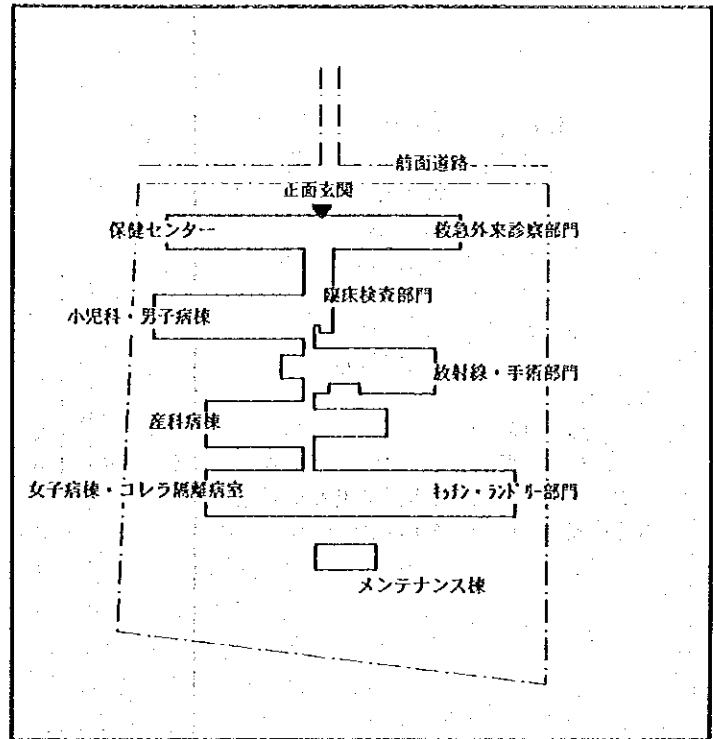 前面道路
正面玄関
保健センター
救急外来診察部門
臨床検査部門
小児科・男子病棟
放射線・手術部門
産科病棟
女子病棟・コレラ隔離病室
ｷｯﾁﾝ・ﾗﾝﾄﾞﾘｰ部門
メンテナンス棟